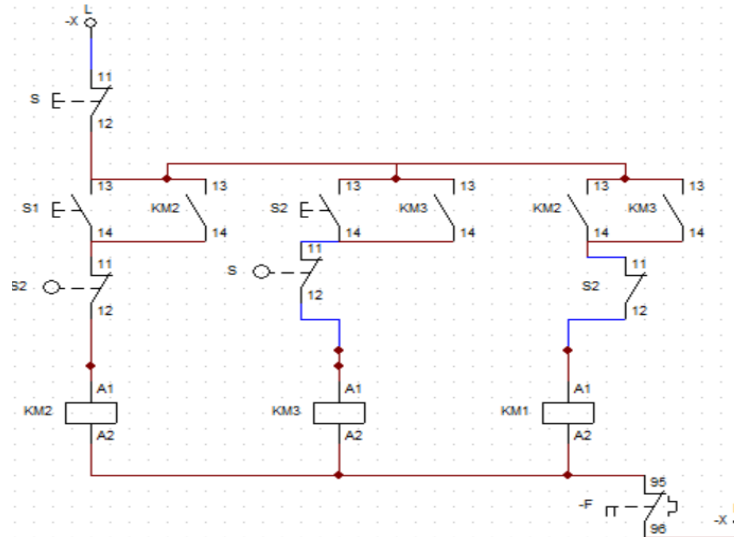 L
-X
11
S
12
13 13 13 13 13 13
S1 KM2 S2 KM3 KM2 KM3
14 14 14 14 14 14
11 11 11
S2 S S2
12 12 12
A1 A1 A1
KM2 KM3 KM1
A2 A2 A2
95
-F
96
-X